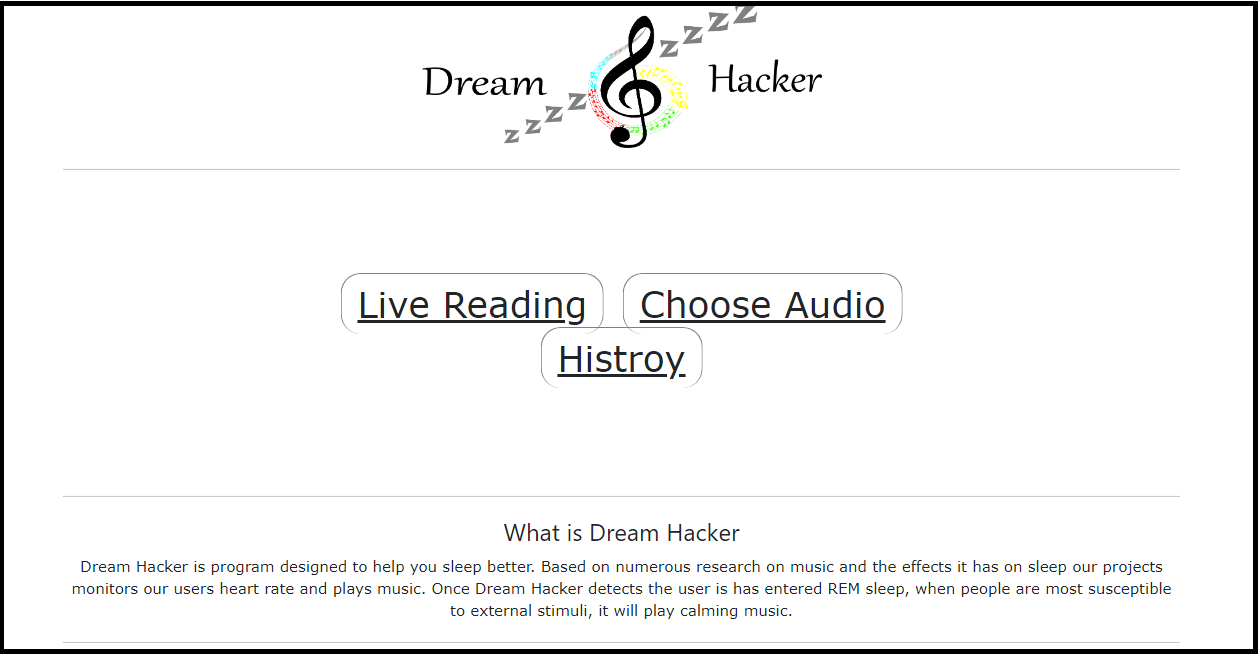 Dream Hacker
z z z z z z z z
Live Reading Choose Audio
Histroy
What is Dream Hacker
Dream Hacker is program designed to help you sleep better. Based on numerous research on music and the effects it has on sleep our projects
monitors our users heart rate and plays music. Once Dream Hacker detects the user is has entered REM sleep, when people are most susceptible
to external stimuli, it will play calming music.